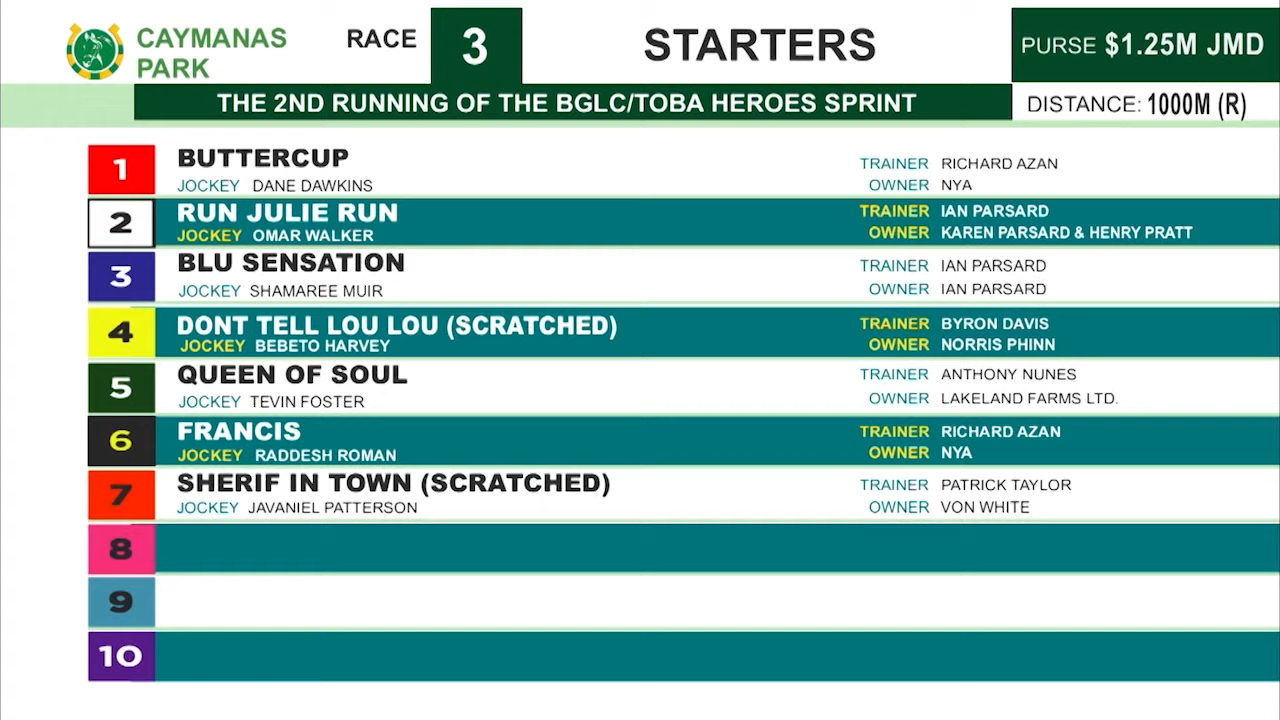 CAYMANAS
PARK
RACE 3
STARTERS
PURSE $1.25M JMD
THE 2ND RUNNING OF THE BGLC/TOBA HEROES SPRINT
DISTANCE: 1000M (R)
1 BUTTERCUP
JOCKEY DANE DAWKINS
TRAINER RICHARD AZAN
OWNER NYA
2 RUN JULIE RUN
JOCKEY OMAR WALKER
TRAINER IAN PARSARD
OWNER KAREN PARSARD & HENRY PRATT
3 BLU SENSATION
JOCKEY SHAMAREE MUIR
TRAINER IAN PARSARD
OWNER IAN PARSARD
4 DONT TELL LOU LOU (SCRATCHED)
JOCKEY BEBETO HARVEY
TRAINER BYRON DAVIS
OWNER NORRIS PHINN
5 QUEEN OF SOUL
JOCKEY TEVIN FOSTER
TRAINER ANTHONY NUNES
OWNER LAKELAND FARMS LTD.
6 FRANCIS
JOCKEY RADDESH ROMAN
TRAINER RICHARD AZAN
OWNER NYA
7 SHERIF IN TOWN (SCRATCHED)
JOCKEY JAVANIEL PATTERSON
TRAINER PATRICK TAYLOR
OWNER VON WHITE
8
9
10